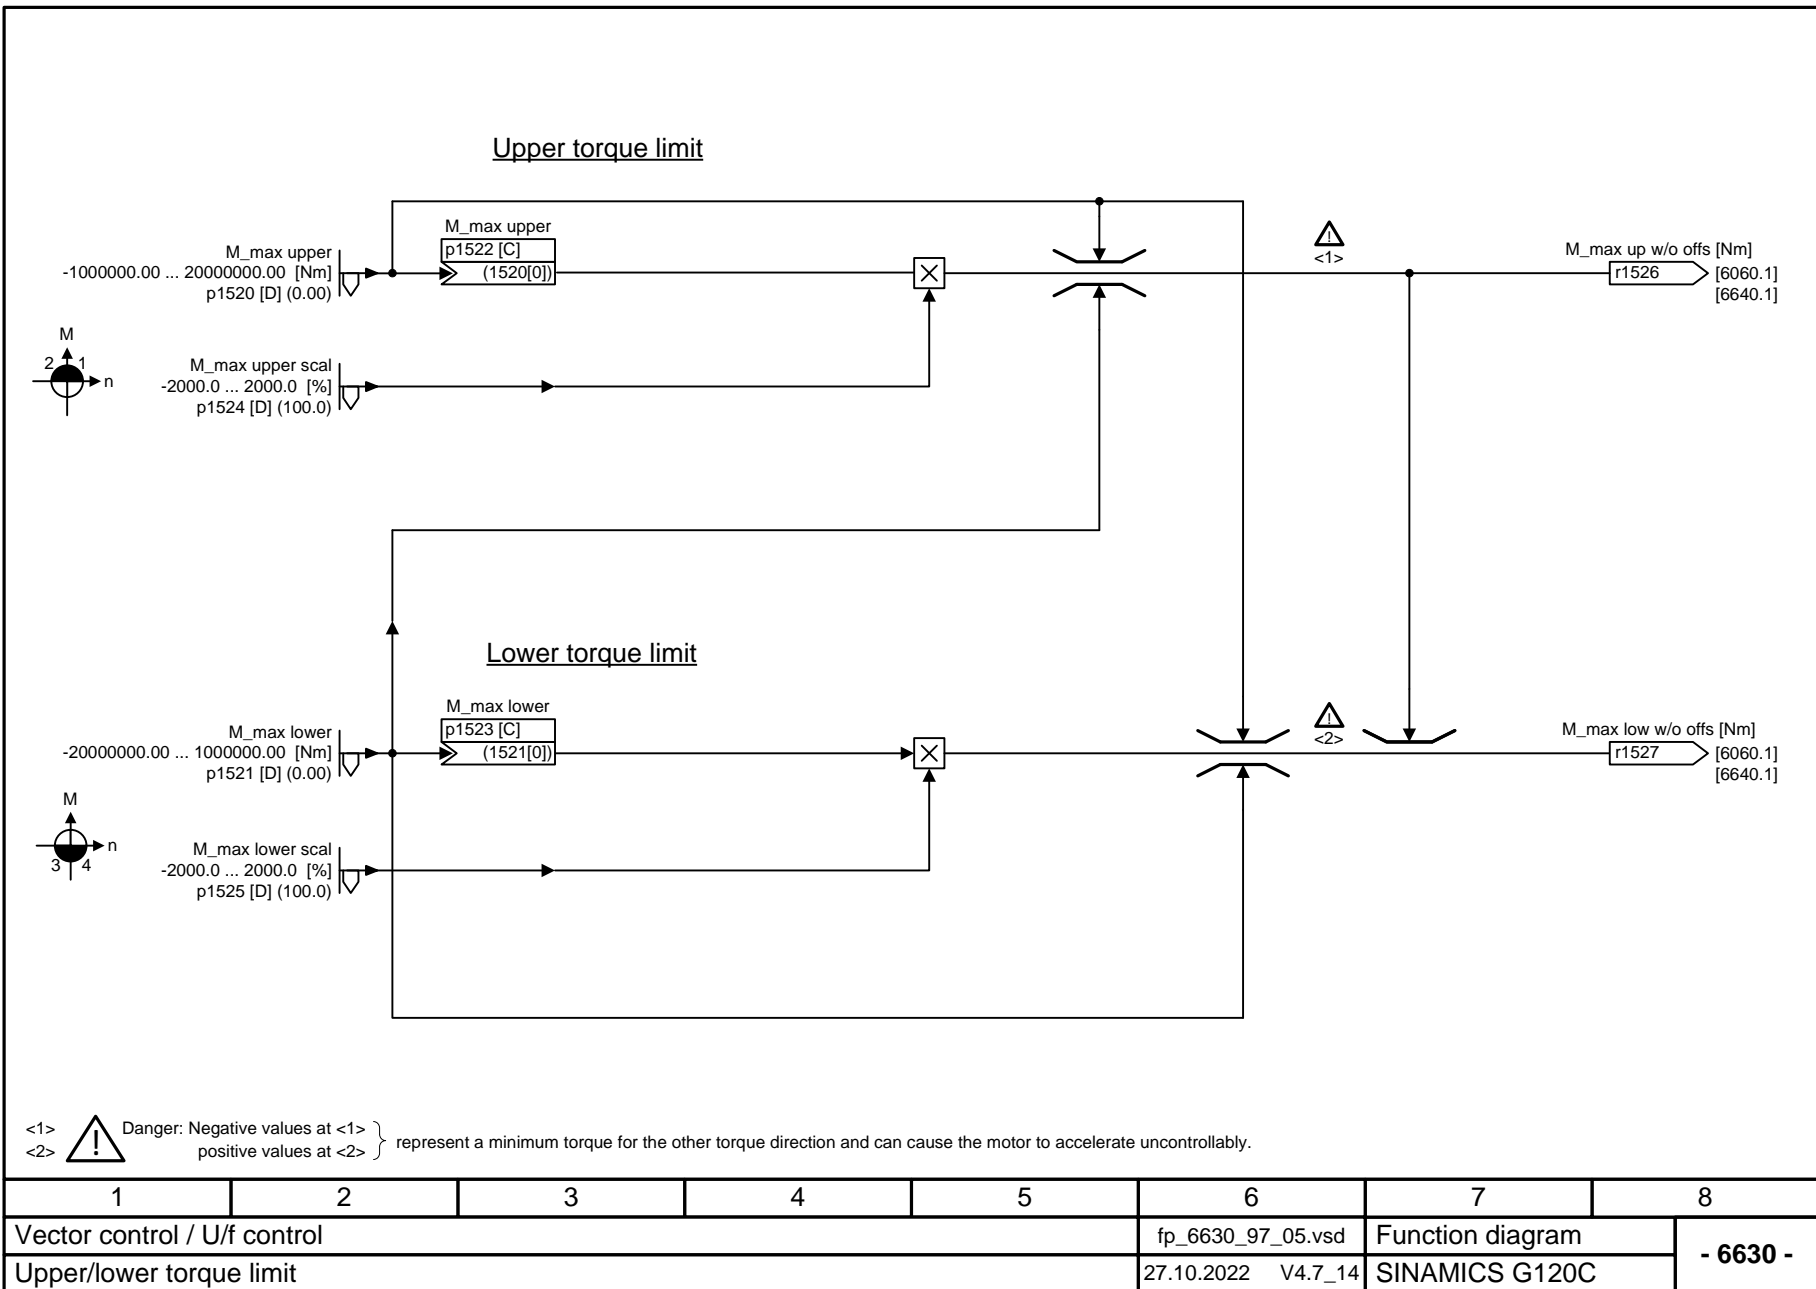 Upper torque limit
M_max upper
-1000000.00 ... 20000000.00 [Nm]
p1520 [D] (0.00)
M_max upper
p1522 [C]
(1520[0])
<1>
M_max up w/o offs [Nm]
r1526
[6060.1]
[6640.1]
M
2 1
n
M_max upper scal
-2000.0 ... 2000.0 [%]
p1524 [D] (100.0)
Lower torque limit
M_max lower
-20000000.00 ... 1000000.00 [Nm]
p1521 [D] (0.00)
M_max lower
p1523 [C]
(1521[0])
<2>
M_max low w/o offs [Nm]
r1527
[6060.1]
[6640.1]
M
n
3 4
M_max lower scal
-2000.0 ... 2000.0 [%]
p1525 [D] (100.0)
<1>
<2>
!
Danger: Negative values at <1>
positive values at <2>
represent a minimum torque for the other torque direction and can cause the motor to accelerate uncontrollably.
1 2 3 4 5 6 7 8
Vector control / U/f control
fp_6630_97_05.vsd
Function diagram
- 6630 -
Upper/lower torque limit
27.10.2022 V4.7_14
SINAMICS G120C